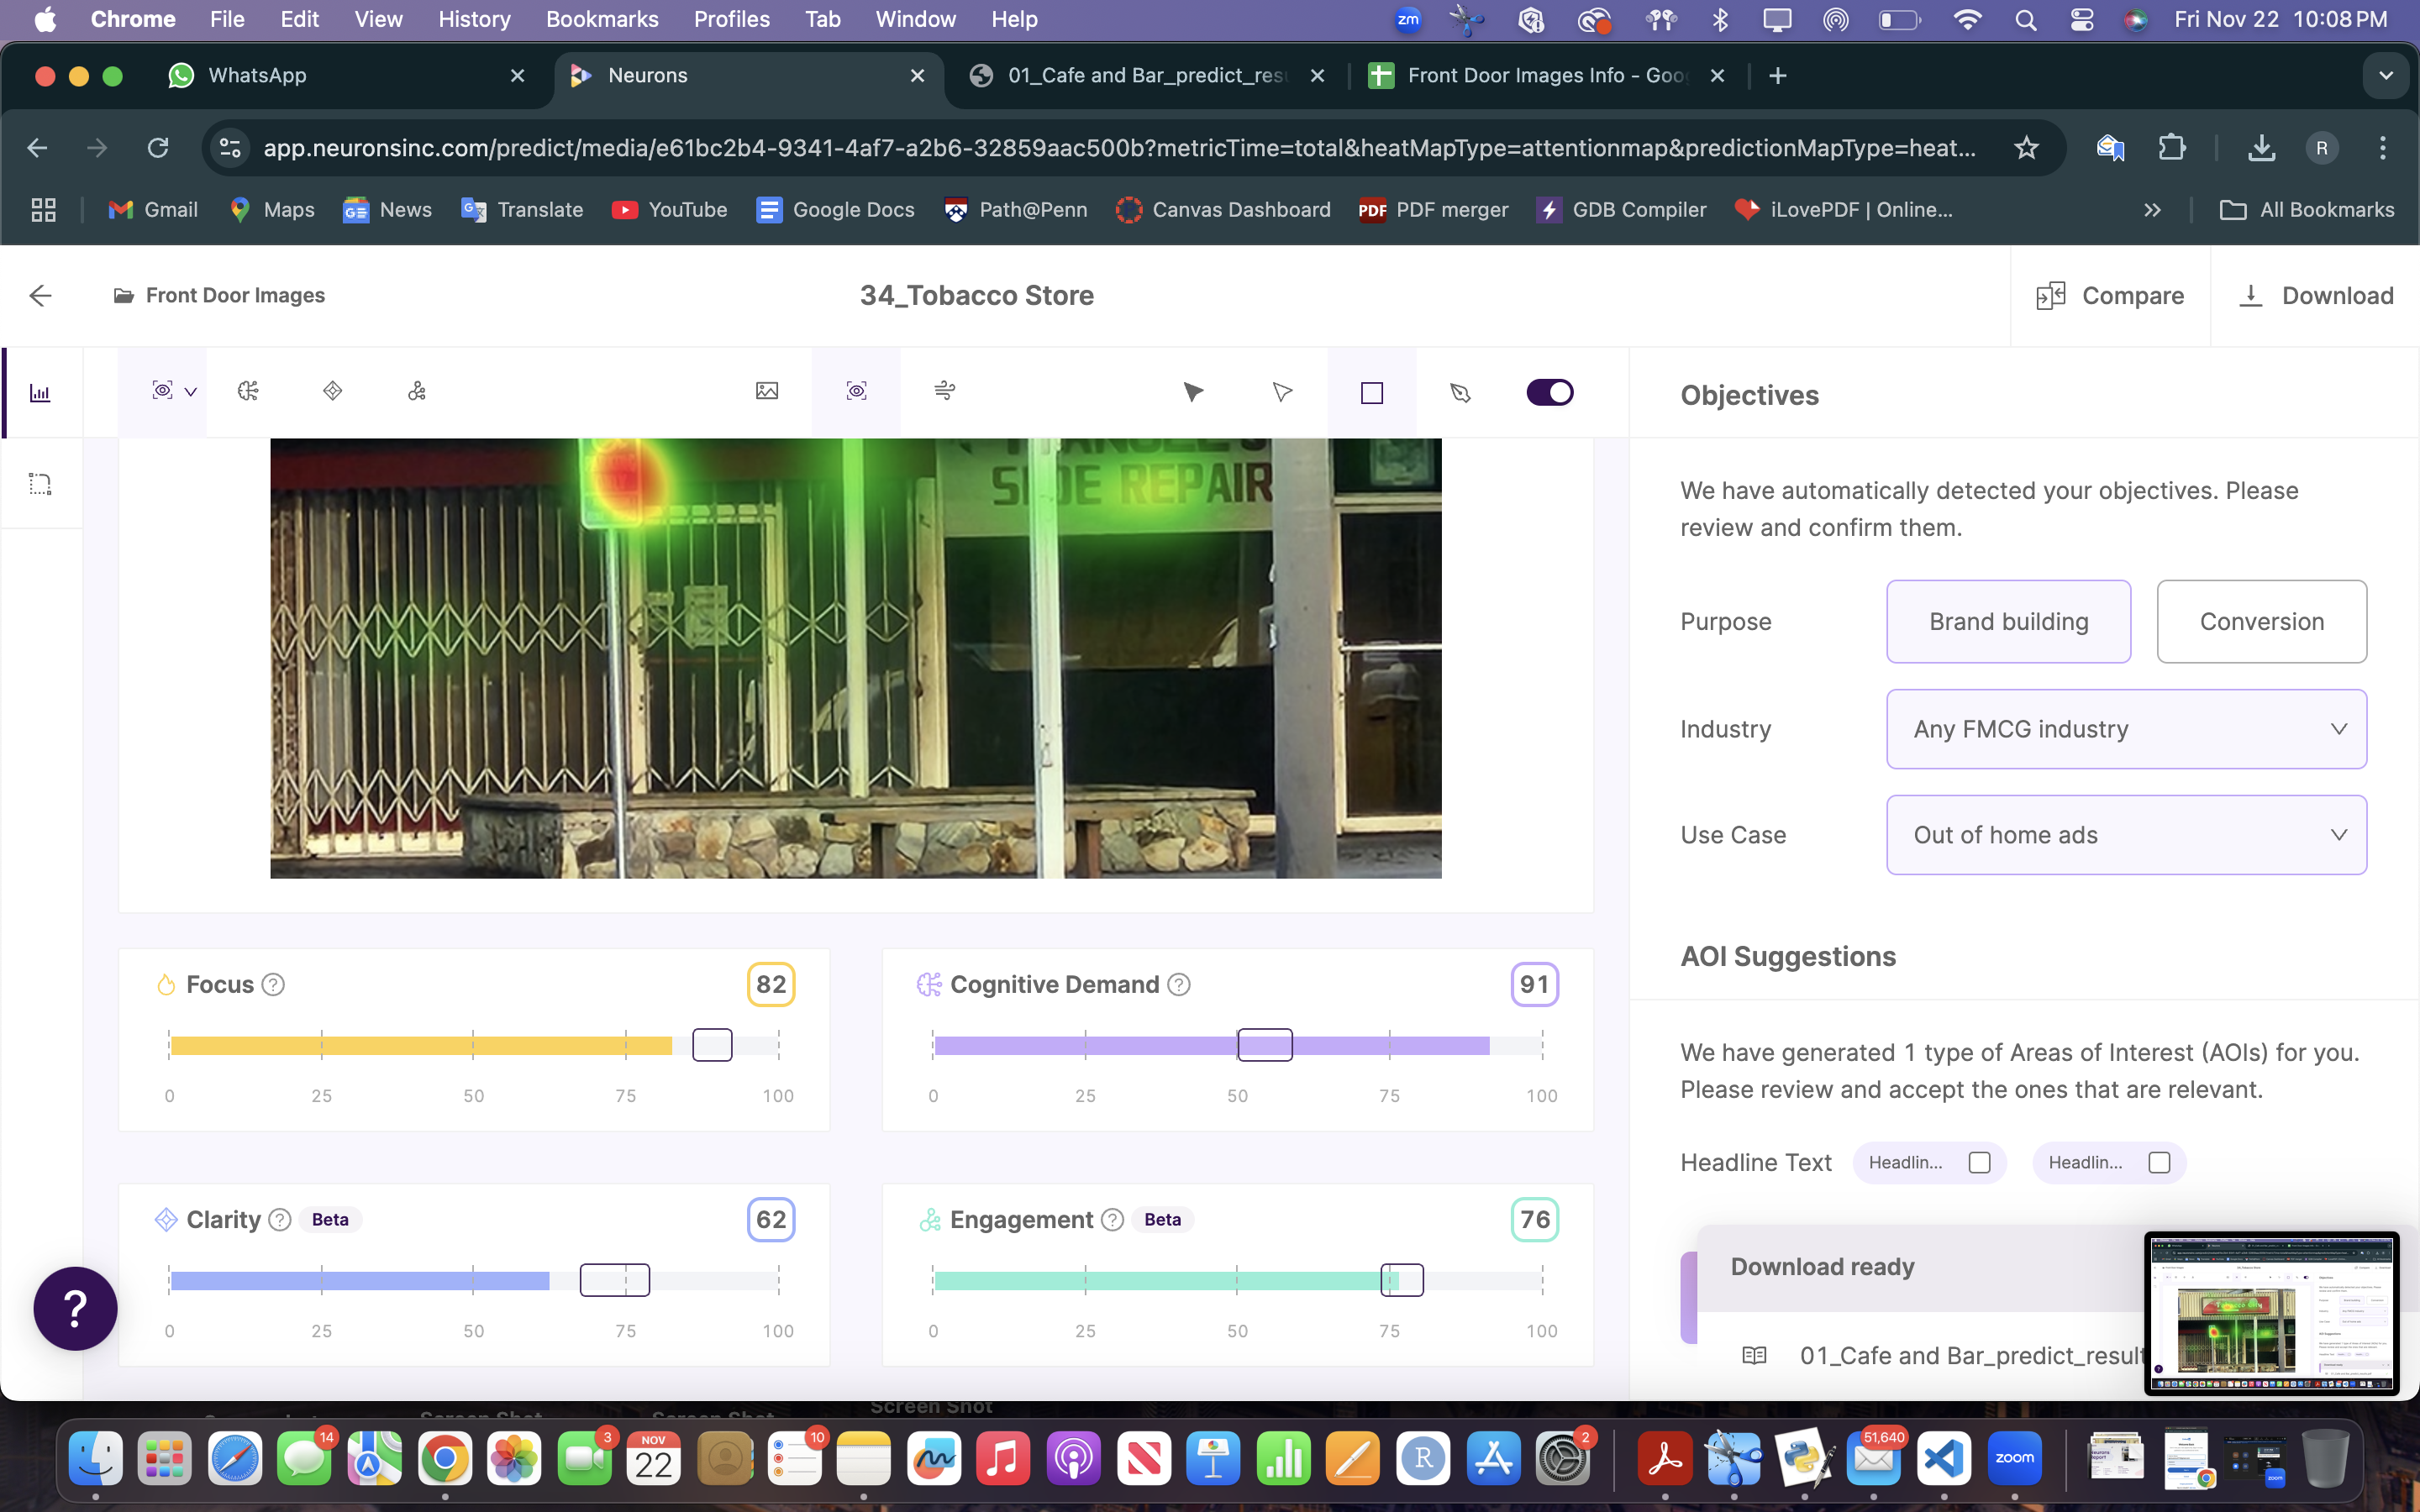 Chrome File Edit View History Bookmarks Profiles Tab Window Help zm Fri Nov 22 10:08 PM
WhatsApp Neurons 01_Cafe and Bar_predict_resu Front Door Images Info - Goo
app.neuronsinc.com/predict/media/e61bc2b4-9341-4af7-a2b6-32859aac500b?metricTime=total&heatMapType=attentionmap&predictionMapType=heat... R
Gmail Maps News Translate YouTube Google Docs Path@Penn Canvas Dashboard PDF PDF merger GDB Compiler iLovePDF | Online... All Bookmarks
Front Door Images 34_Tobacco Store Compare Download
Objectives
We have automatically detected your objectives. Please
review and confirm them.
Purpose Brand building Conversion
Industry Any FMCG industry
Use Case Out of home ads
AOI Suggestions
We have generated 1 type of Areas of Interest (AOIs) for you.
Please review and accept the ones that are relevant.
Headline Text Headlin... Headlin...
Download ready
01_Cafe and Bar_predict_result
REPAIR
Focus ? 82
0 25 50 75 100
Cognitive Demand ? 91
0 25 50 75 100
Clarity ? Beta 62
0 25 50 75 100
Engagement ? Beta 76
0 25 50 75 100
?
Screen Shot
14 3 NOV 22 10 R 2 51,640 zoom